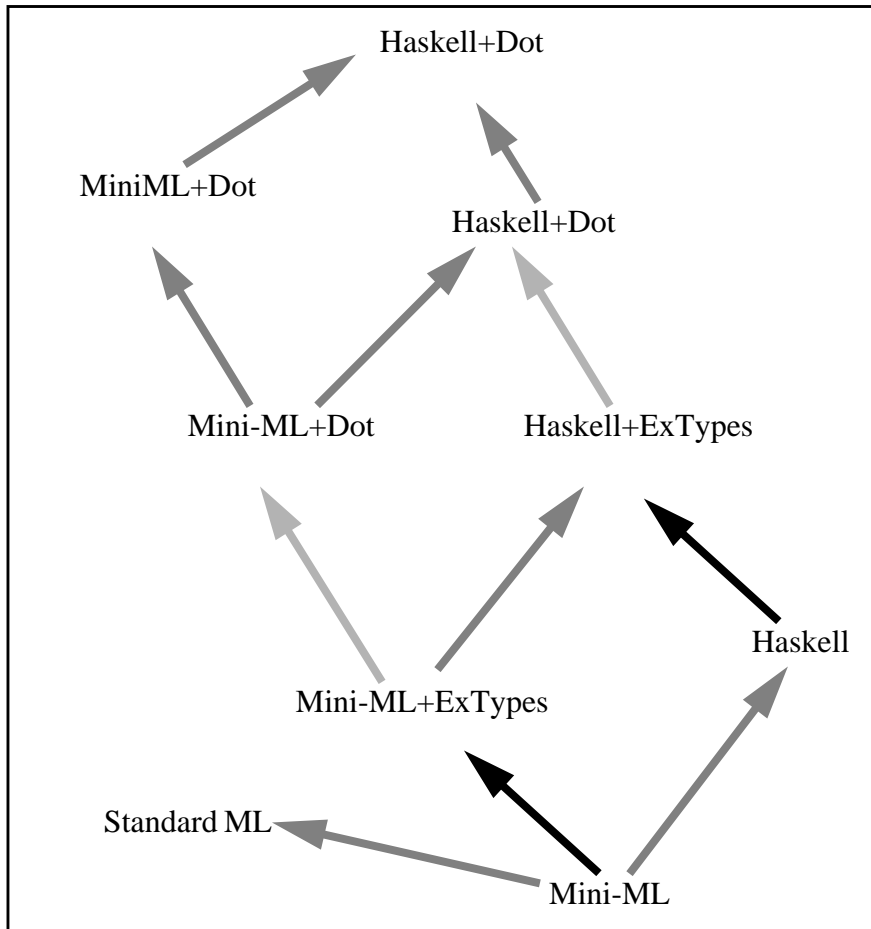 Haskell+Dot
MiniML+Dot
Haskell+Dot
Mini-ML+Dot
Haskell+ExTypes
Haskell
Mini-ML+ExTypes
Standard ML
Mini-ML